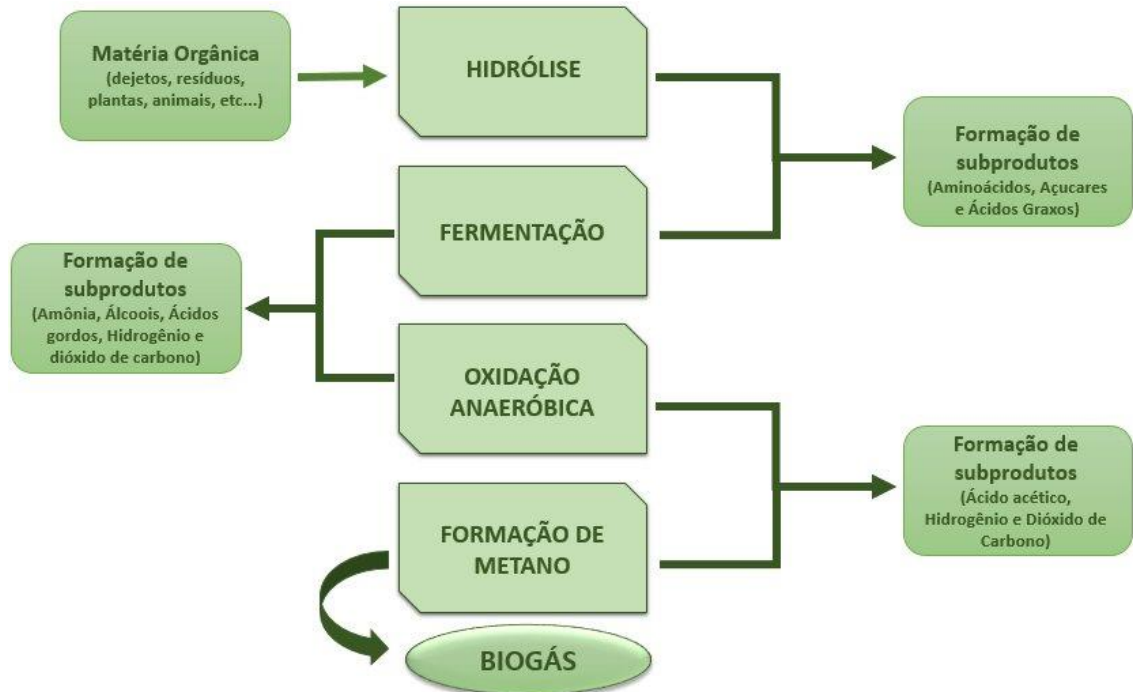 Matéria Orgânica
(dejetos, resíduos,
plantas, animais, etc...)
HIDRÓLISE
Formação de
subprodutos
(Aminoácidos, Açucares
e Ácidos Graxos)
FERMENTAÇÃO
Formação de
subprodutos
(Amônia, Álcoois, Ácidos
gordos, Hidrogênio e
dióxido de carbono)
OXIDAÇÃO
ANAERÓBICA
Formação de
subprodutos
(Ácido acético,
Hidrogênio e Dióxido de
Carbono)
FORMAÇÃO DE
METANO
BIOGÁS